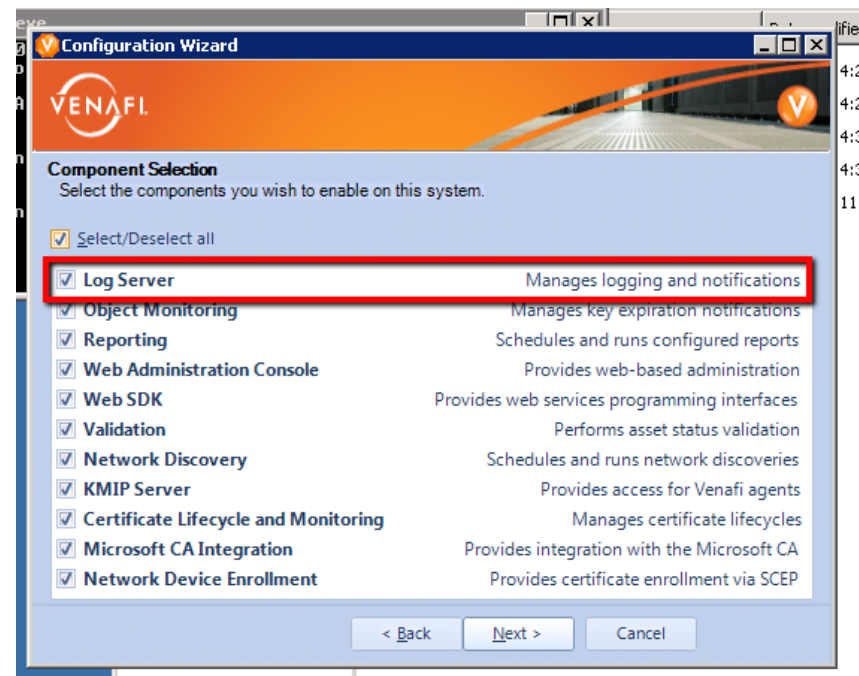 Configuration Wizard
VENAFI.
Component Selection
Select the components you wish to enable on this system.
Select/Deselect all
Log Server Manages logging and notifications
Object Monitoring Manages key expiration notifications
Reporting Schedules and runs configured reports
Web Administration Console Provides web-based administration
Web SDK Provides web services programming interfaces
Validation Performs asset status validation
Network Discovery Schedules and runs network discoveries
KMIP Server Provides access for Venafi agents
Certificate Lifecycle and Monitoring Manages certificate lifecycles
Microsoft CA Integration Provides integration with the Microsoft CA
Network Device Enrollment Provides certificate enrollment via SCEP
< Back Next > Cancel